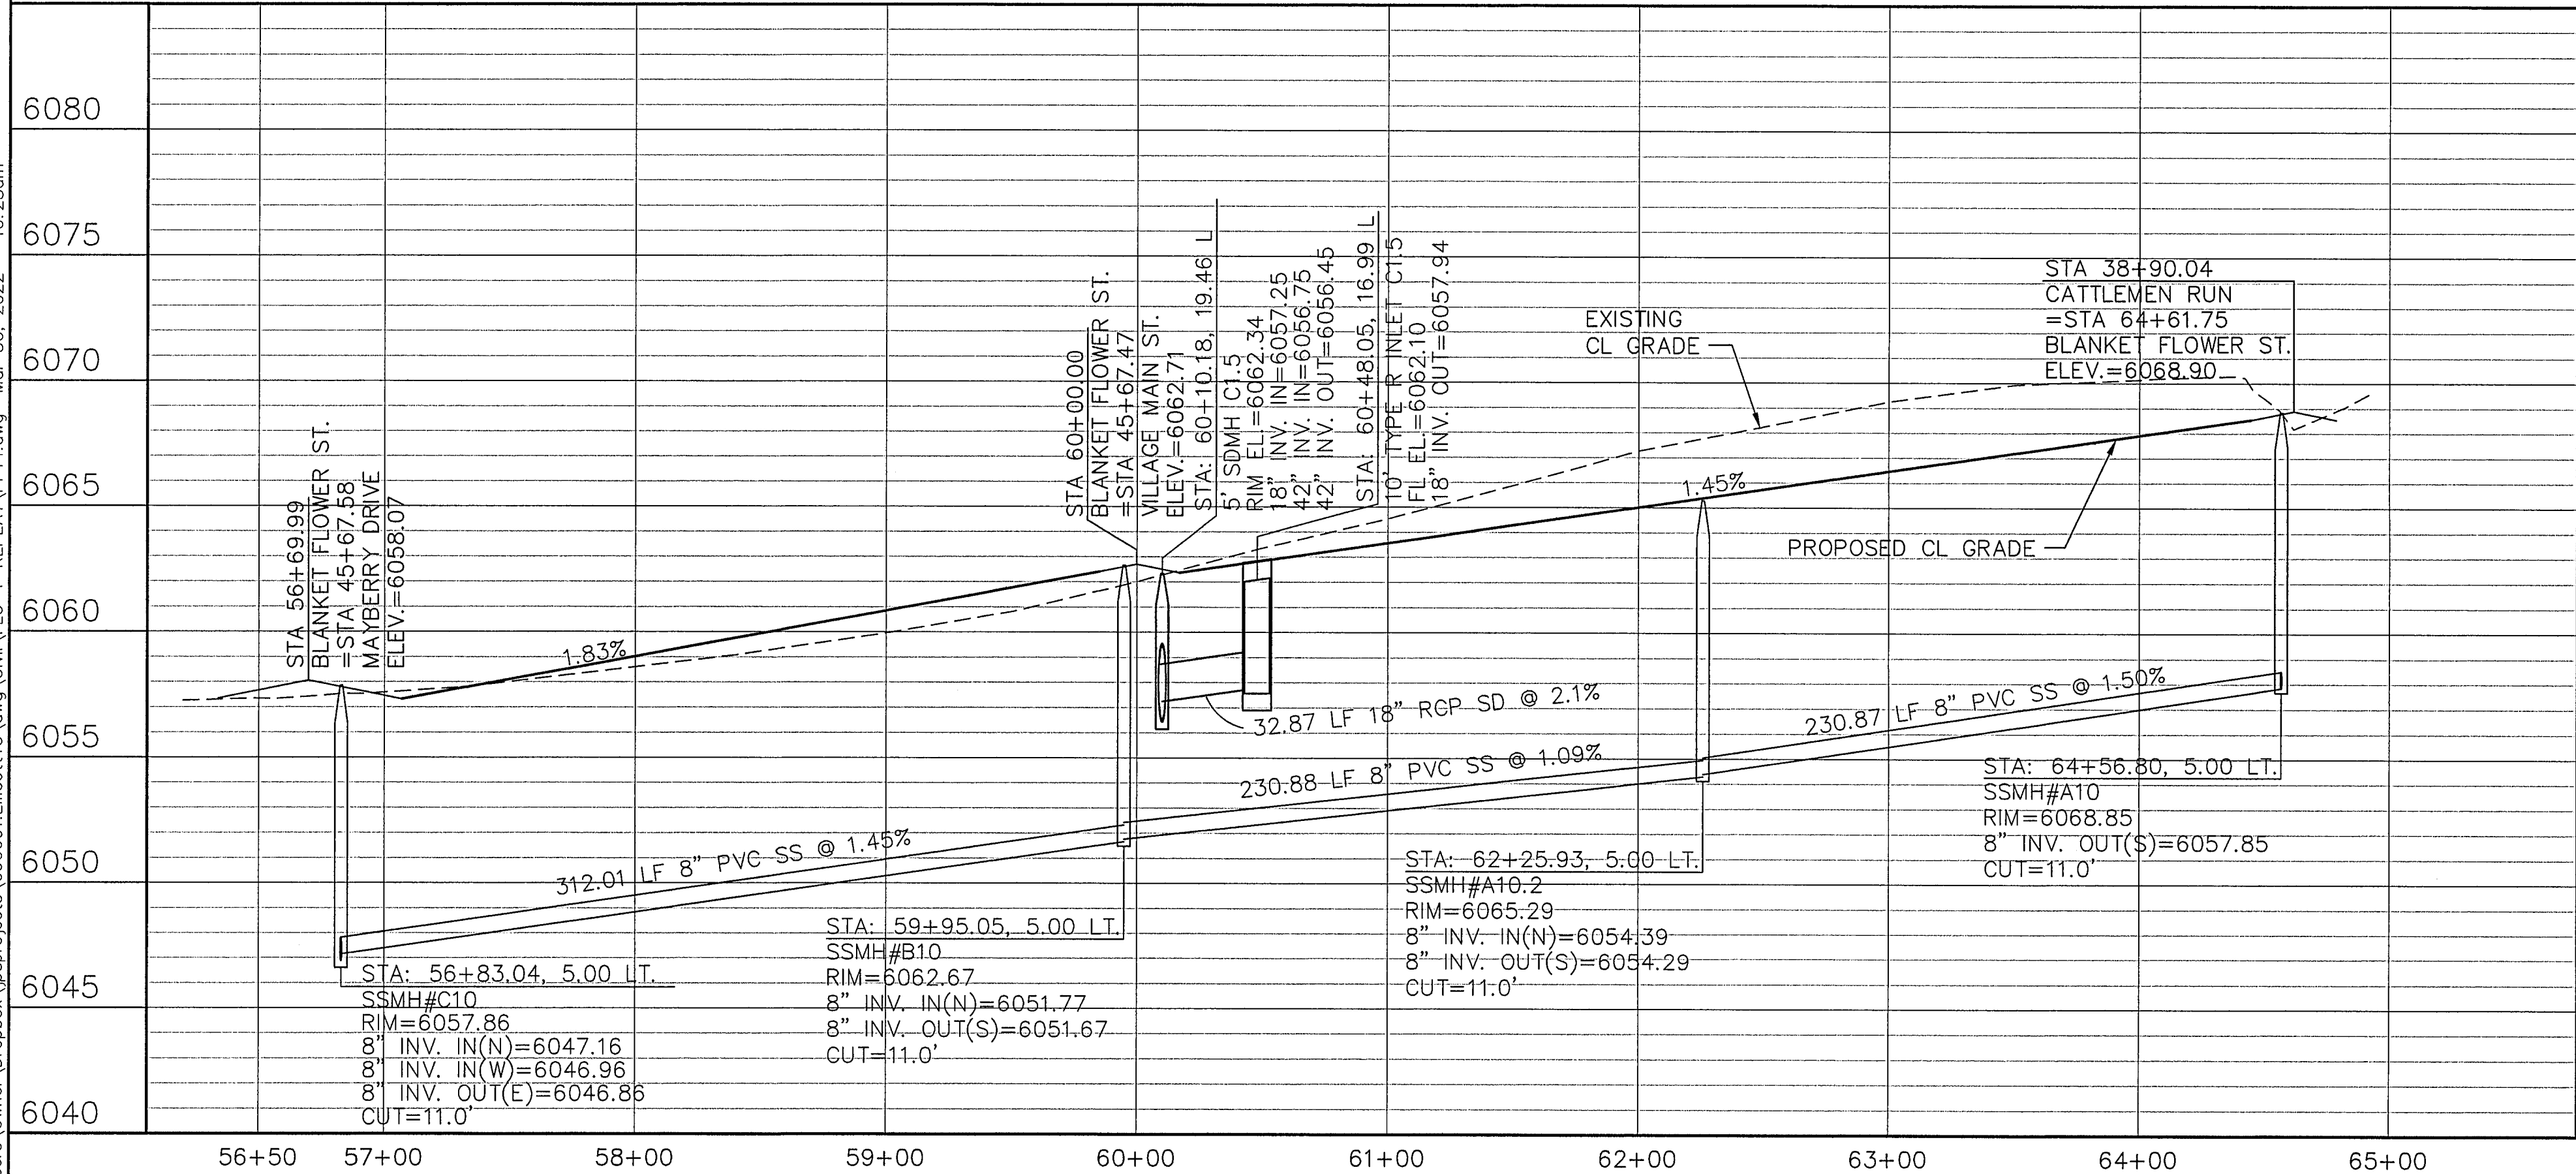 6080
6075
6070
6065
6060
6055
6050
6045
6040
STA 56+69.99
BLANKET FLOWER ST.
=STA 45+67.58
MAYBERRY DRIVE
ELEV.=6058.07
1.83%
STA 60+00.00
BLANKET FLOWER ST.
=STA 45+67.47
VILLAGE MAIN ST.
ELEV.=6062.71
STA: 60+10.18, 19.46 L
5' SDMH C1.5
RIM EL=6062.34
18" INV. IN=6057.25
42" INV. IN=6056.75
42" INV. OUT=6056.45
STA: 60+48.05, 16.99 L
10' TYPE R INLET C1.5
FL EL.=6062.10
18" INV. OUT=6057.94
EXISTING
CL GRADE
STA 38+90.04
CATTLEMEN RUN
=STA 64+61.75
BLANKET FLOWER ST.
ELEV.=6068.90
1.45%
PROPOSED CL GRADE
32.87 LF 18" RCP SD @ 2.1%
230.87 LF 8" PVC SS @ 1.50%
230.88 LF 8" PVC SS @ 1.09%
312.01 LF 8" PVC SS @ 1.45%
STA: 56+83.04, 5.00 LT.
SSMH#C10
RIM=6057.86
8" INV. IN(N)=6047.16
8" INV. IN(W)=6046.96
8" INV. OUT(E)=6046.86
CUT=11.0'
STA: 59+95.05, 5.00 LT.
SSMH#B10
RIM=6062.67
8" INV. IN(N)=6051.77
8" INV. OUT(S)=6051.67
CUT=11.0'
STA: 62+25.93, 5.00 LT.
SSMH#A10.2
RIM=6065.29
8" INV. IN(N)=6054.39
8" INV. OUT(S)=6054.29
CUT=11.0'
STA: 64+56.80, 5.00 LT.
SSMH#A10
RIM=6068.85
8" INV. OUT(S)=6057.85
CUT=11.0'
56+50 57+00 58+00 59+00 60+00 61+00 62+00 63+00 64+00 65+00